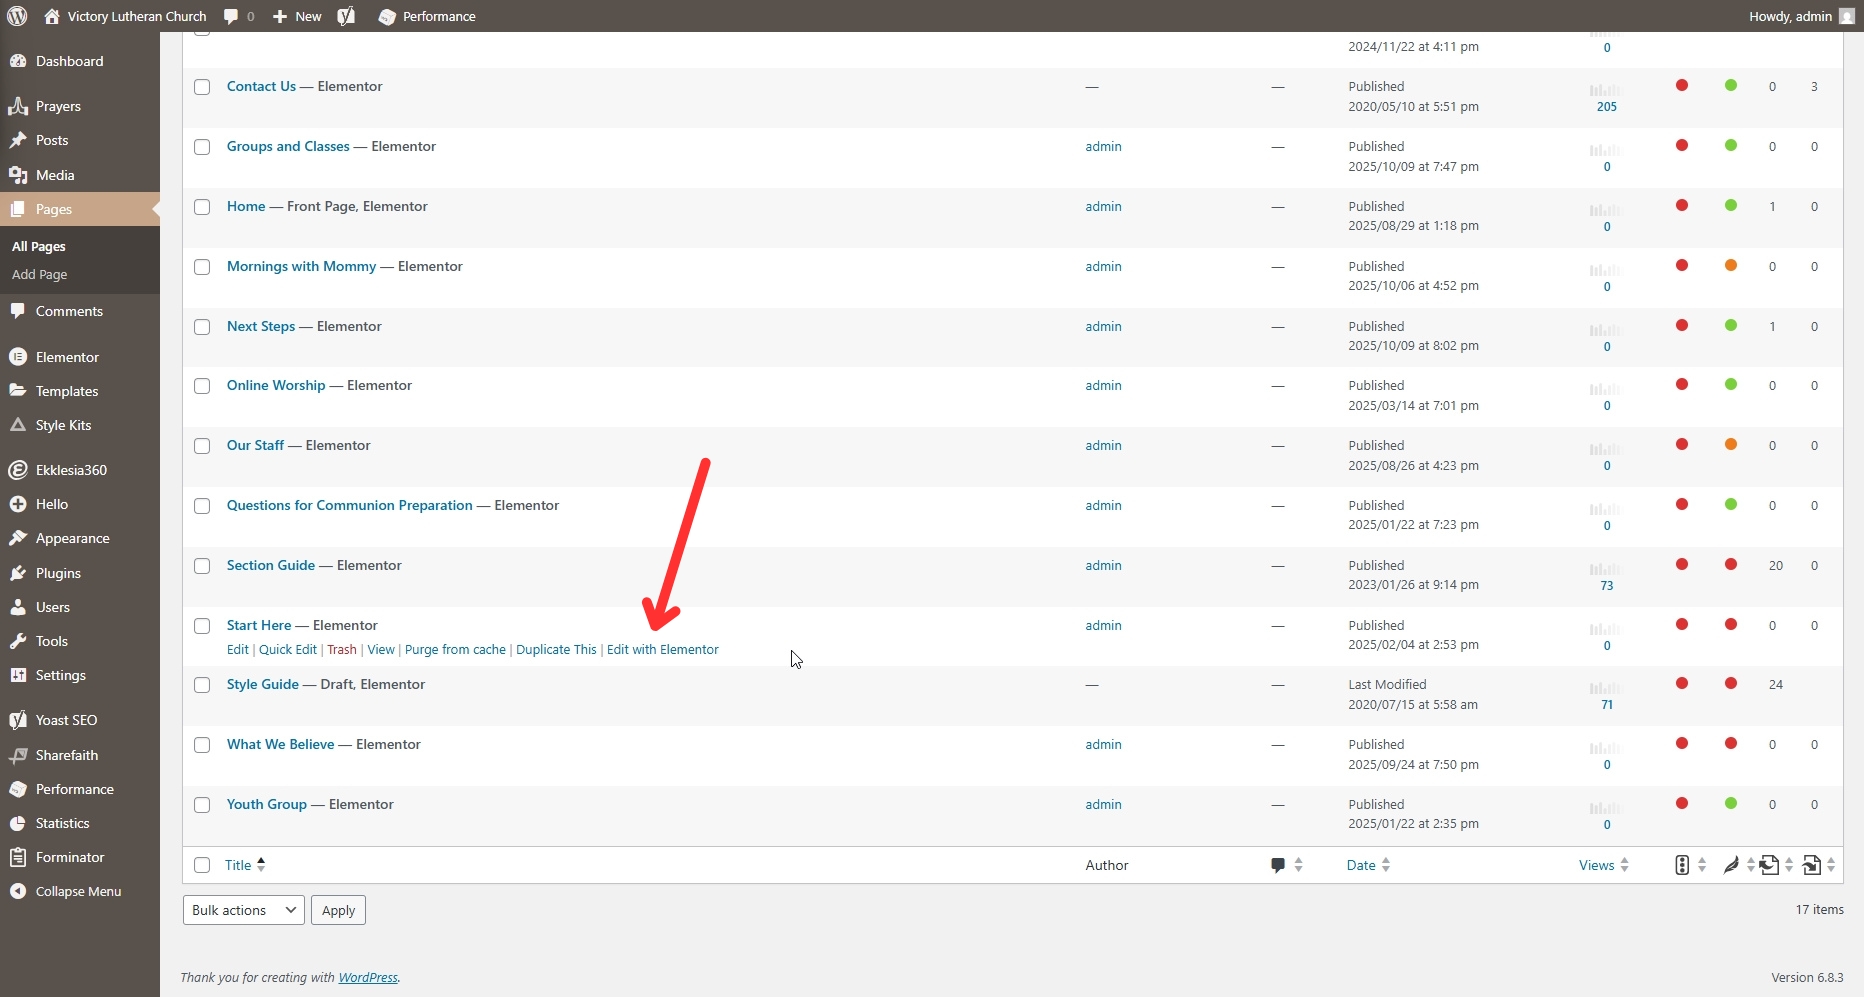 Victory Lutheran Church 0 New Performance Howdy, admin
Dashboard
Prayers
Posts
Media
Pages
All Pages
Add Page
Comments
Elementor
Templates
Style Kits
Ekklesia360
Hello
Appearance
Plugins
Users
Tools
Settings
Yoast SEO
Sharefaith
Performance
Statistics
Forminator
Collapse Menu
2024/11/22 at 4:11 pm 0
Contact Us — Elementor — — Published 0 3
2020/05/10 at 5:51 pm 205
Groups and Classes — Elementor admin — Published 0 0
2025/10/09 at 7:47 pm 0
Home — Front Page, Elementor admin — Published 1 0
2025/08/29 at 1:18 pm 0
Mornings with Mommy — Elementor admin — Published 0 0
2025/10/06 at 4:52 pm 0
Next Steps — Elementor admin — Published 1 0
2025/10/09 at 8:02 pm 0
Online Worship — Elementor admin — Published 0 0
2025/03/14 at 7:01 pm 0
Our Staff — Elementor admin — Published 0 0
2025/08/26 at 4:23 pm 0
Questions for Communion Preparation — Elementor admin — Published 0 0
2025/01/22 at 7:23 pm 0
Section Guide — Elementor admin — Published 20 0
2023/01/26 at 9:14 pm 73
Start Here — Elementor admin — Published 0 0
Edit | Quick Edit | Trash | View | Purge from cache | Duplicate This | Edit with Elementor 2025/02/04 at 2:53 pm 0
Style Guide — Draft, Elementor — — Last Modified 24
2020/07/15 at 5:58 am 71
What We Believe — Elementor admin — Published 0 0
2025/09/24 at 7:50 pm 0
Youth Group — Elementor admin — Published 0 0
2025/01/22 at 2:35 pm 0
Title Author Date Views
Bulk actions Apply 17 items
Thank you for creating with WordPress. Version 6.8.3